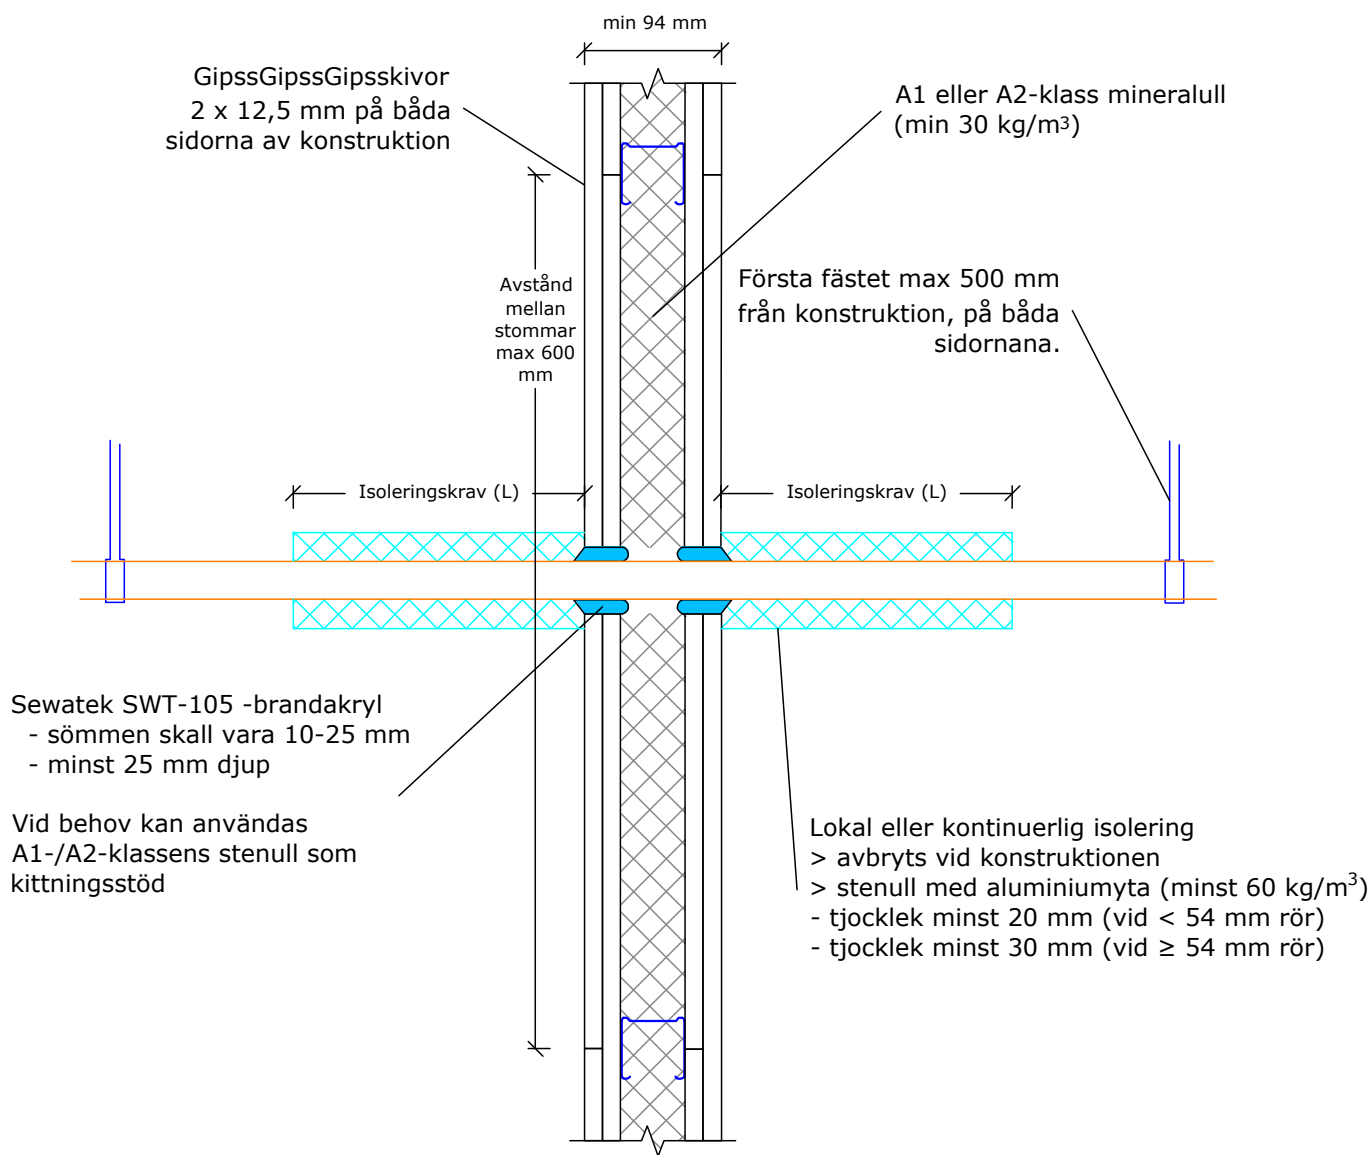 min 94 mm
GipssGipssGipsskivor
2 x 12,5 mm på båda
sidorna av konstruktion
A1 eller A2-klass mineralull
(min 30 kg/m³)
Avstånd
mellan
stommar
max 600
mm
Första fästet max 500 mm
från konstruktion, på båda
sidornana.
Isoleringskrav (L)
Isoleringskrav (L)
Sewatek SWT-105 -brandakryl
- sömmen skall vara 10-25 mm
- minst 25 mm djup
Vid behov kan användas
A1-/A2-klassens stenull som
kittningsstöd
Lokal eller kontinuerlig isolering
> avbryts vid konstruktionen
> stenull med aluminiumyta (minst 60 kg/m³)
- tjocklek minst 20 mm (vid < 54 mm rör)
- tjocklek minst 30 mm (vid ≥ 54 mm rör)